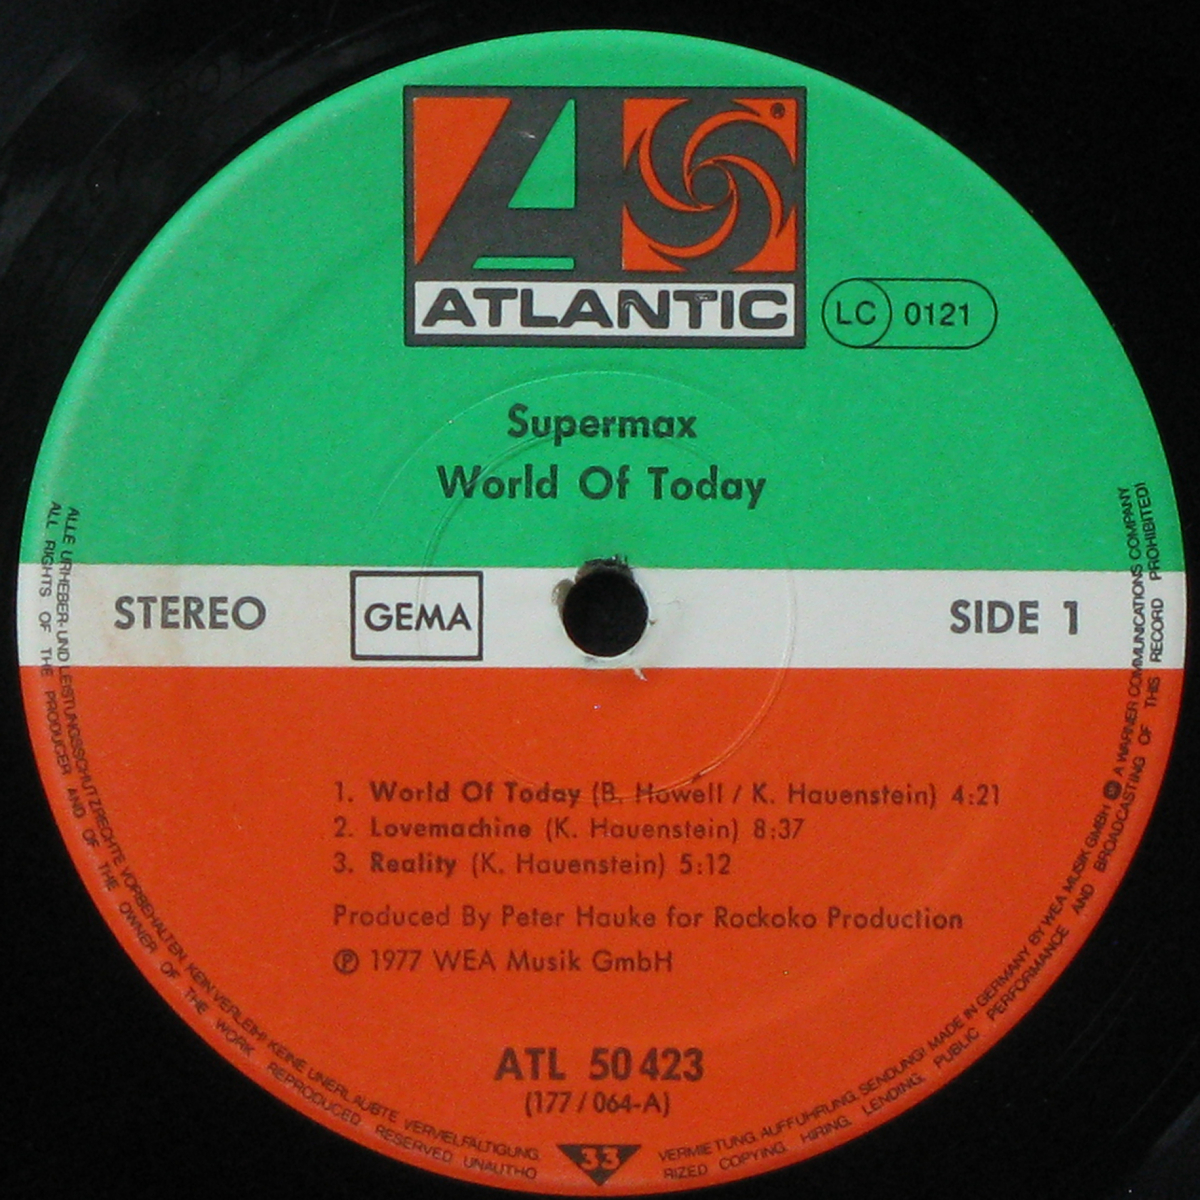 ®
ATLANTIC
LC 0121
Supermax
World Of Today
STEREO
GEMA
SIDE 1
1. World Of Today (B. Howell / K. Hauenstein) 4:21
2. Lovemachine (K. Hauenstein) 8:37
3. Reality (K. Hauenstein) 5:12
Produced By Peter Hauke for Rockoko Production
℗ 1977 WEA Musik GmbH
ATL 50 423
(177 / 064-A)
33
ALLE URHEBER- UND LEISTUNGSSCHUTZRECHTE VORBEHALTEN. KEIN VERLEIH! KEINE UNERLAUBTE VERVIELFÄLTIGUNG, VERMIETUNG, AUFFÜHRUNG, SENDUNG! MADE IN GERMANY BY WEA MUSIK GMBH A WARNER COMMUNICATIONS COMPANY
ALL RIGHTS OF THE PRODUCER AND OF THE OWNER OF THE WORK REPRODUCED RESERVED UNAUTHORIZED COPYING, HIRING, LENDING, PUBLIC PERFORMANCE AND BROADCASTING OF THIS RECORD PROHIBITED!